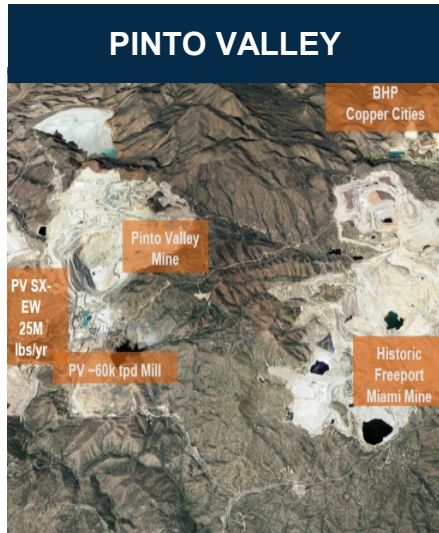 PINTO VALLEY
BHP
Copper Cities
Pinto Valley
Mine
PV SX-
EW
25M
lbs/yr
PV ~60k tpd Mill
Historic
Freeport
Miami Mine